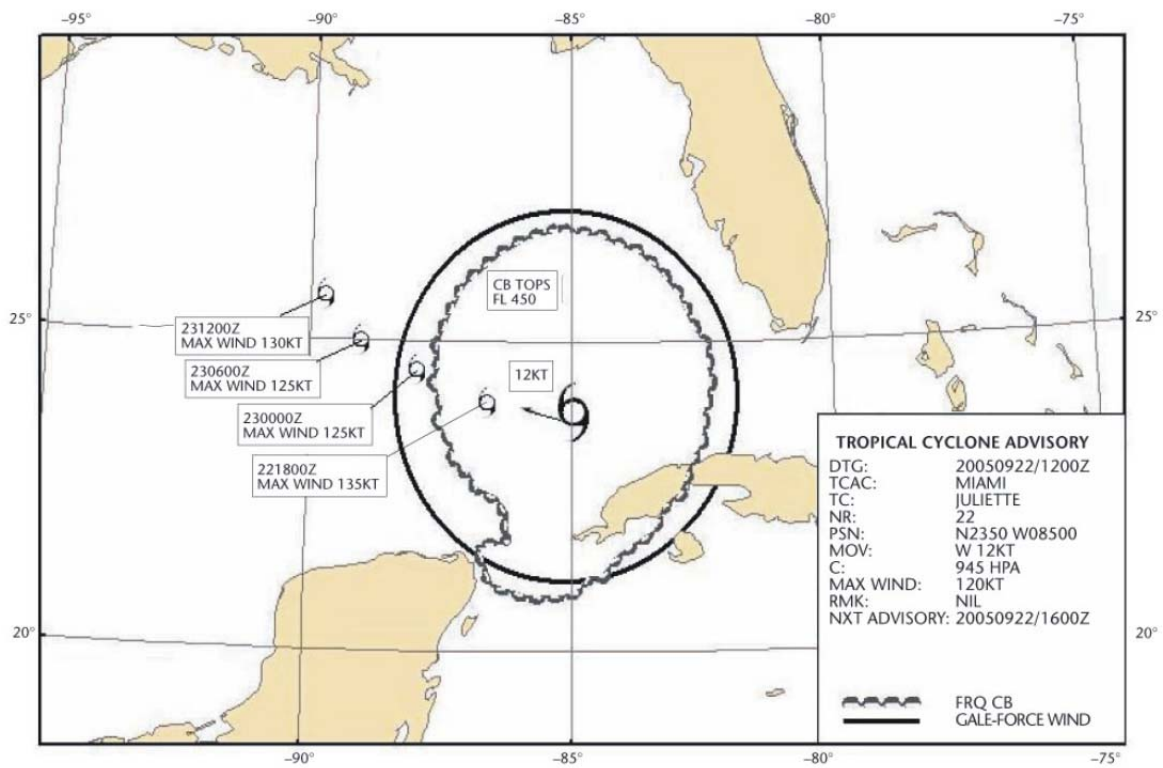 −95° −90° −85° −80° −75°
CB TOPS
FL 450
25° 25°
231200Z
MAX WIND 130KT
230600Z
MAX WIND 125KT
12KT
230000Z
MAX WIND 125KT
221800Z
MAX WIND 135KT
TROPICAL CYCLONE ADVISORY
DTG: 20050922/1200Z
TCAC: MIAMI
TC: JULIETTE
NR: 22
PSN: N2350 W08500
MOV: W 12KT
C: 945 HPA
MAX WIND: 120KT
RMK: NIL
NXT ADVISORY: 20050922/1600Z
FRQ CB
GALE-FORCE WIND
20° 20°
−90° −85° −80° −75°